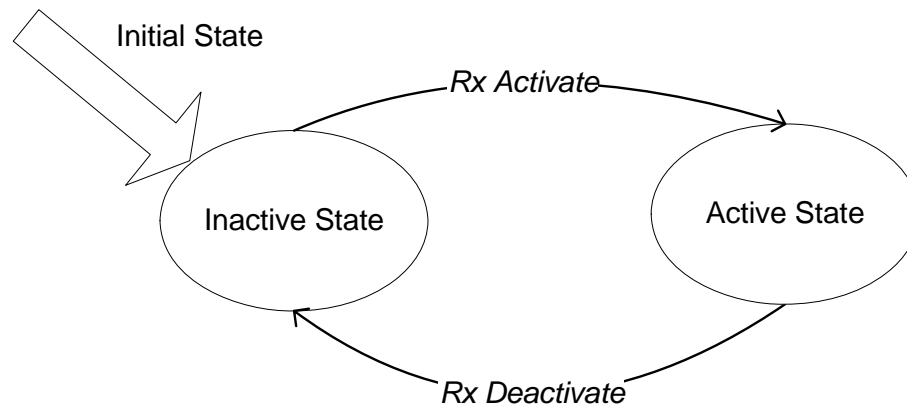 Initial State
Rx Activate
Inactive State
Active State
Rx Deactivate